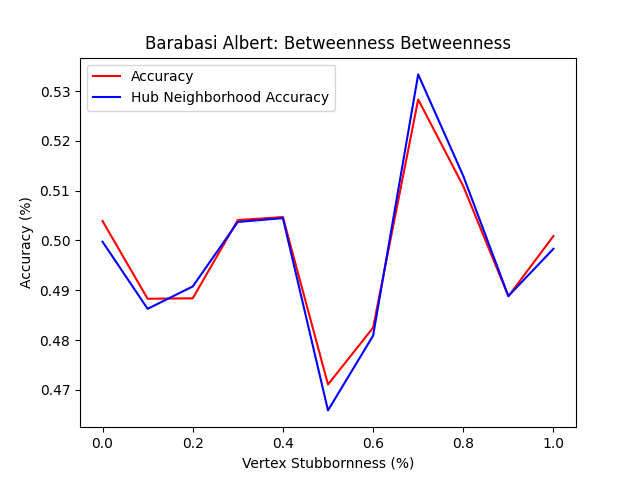 Barabasi Albert: Betweenness Betweenness
Accuracy
Hub Neighborhood Accuracy
Accuracy (%)
0.53
0.52
0.51
0.50
0.49
0.48
0.47
0.0 0.2 0.4 0.6 0.8 1.0
Vertex Stubbornness (%)